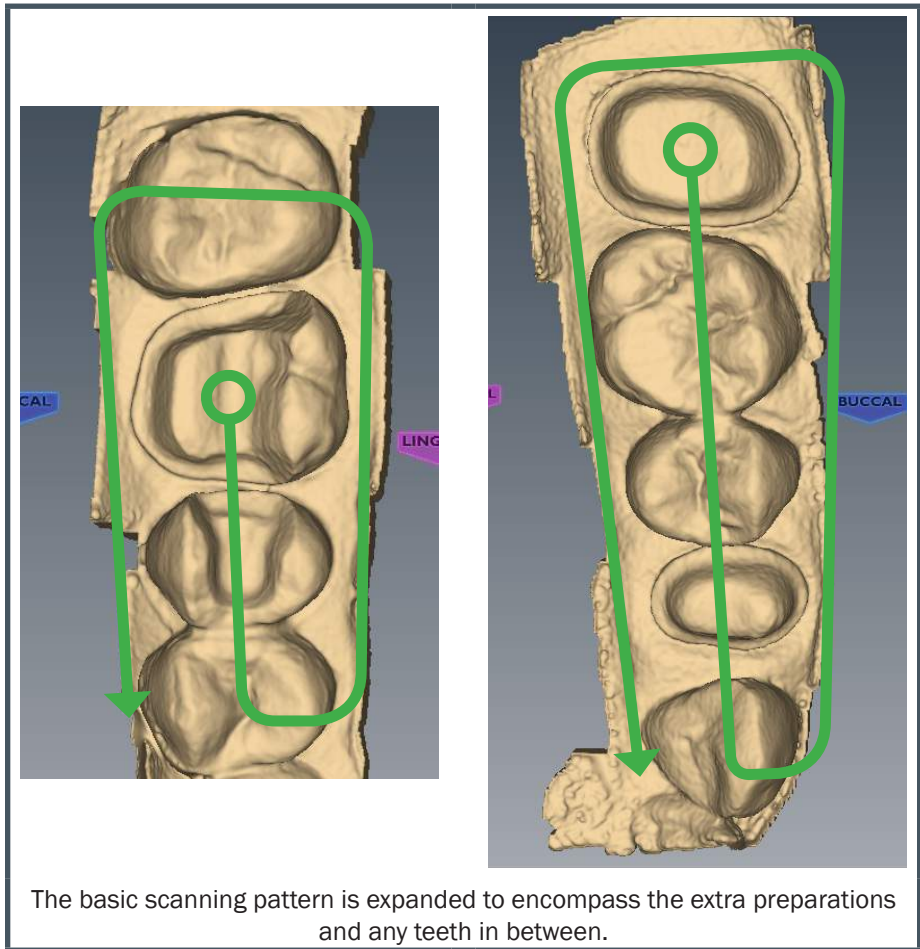 CAL
LING
L
BUCCAL
The basic scanning pattern is expanded to encompass the extra preparations
and any teeth in between.